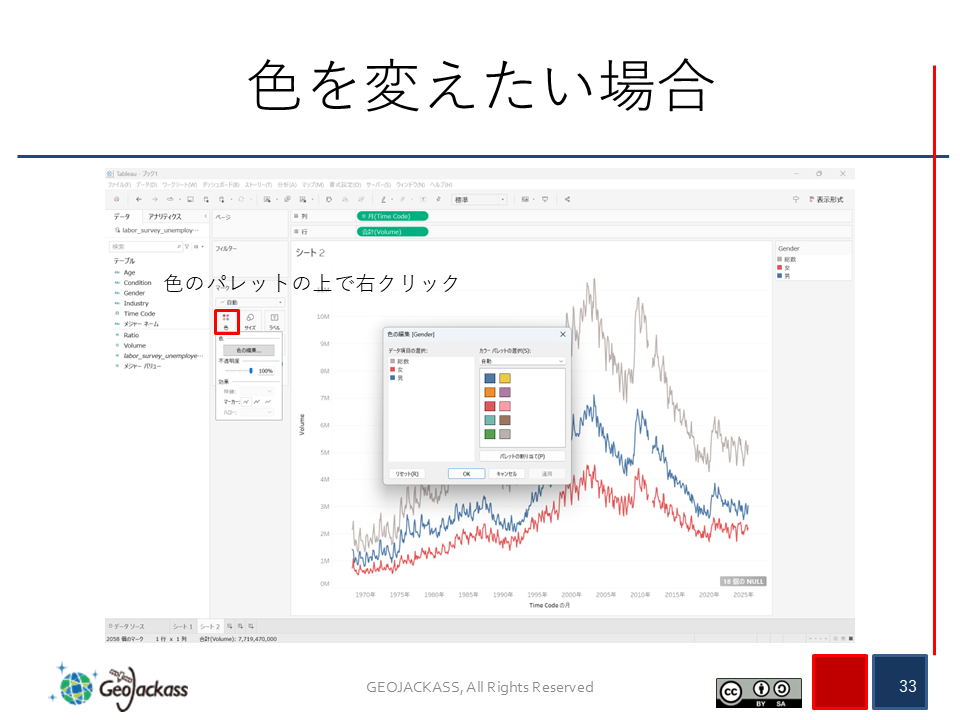 色を変えたい場合
Tableau - ブック1
ファイル(F) データ(D) ワークシート(W) ダッシュボード(B) ストーリー(T) 分析(A) マップ(M) 書式設定(O) サーバー(S) ウィンドウ(N) ヘルプ(H)
標準
表示形式
データ アナリティクス
labor_survey_unemploy…
検索
テーブル
Age
Condition
Gender
Industry
Time Code
メジャー ネーム
Ratio
Volume
labor_survey_unemploye…
メジャー バリュー
ページ
フィルター
色のパレットの上で右クリック
マーク
自動
色 サイズ ラベル
色
色の編集...
不透明度
100%
効果
マーカー:
列 月(Time Code)
行 合計(Volume)
シート 2
Volume
10M
9M
8M
7M
6M
5M
4M
3M
2M
1M
0M
1970年 1975年 1980年 1985年 1990年 1995年 2000年 2005年 2010年 2015年 2020年 2025年
Time Code の月
18 個の NULL
色の編集 [Gender]
データ項目の選択:
総数
女
男
カラー パレットの選択(S):
自動
パレットの割り当て(P)
リセット(R) OK キャンセル 適用
Gender
総数
女
男
データ ソース シート 1 シート 2
2058 個のマーク 1 行 x 1 列 合計(Volume): 7,719,470,000
GeoJackass
GEOJACKASS, All Rights Reserved
CC BY SA
33